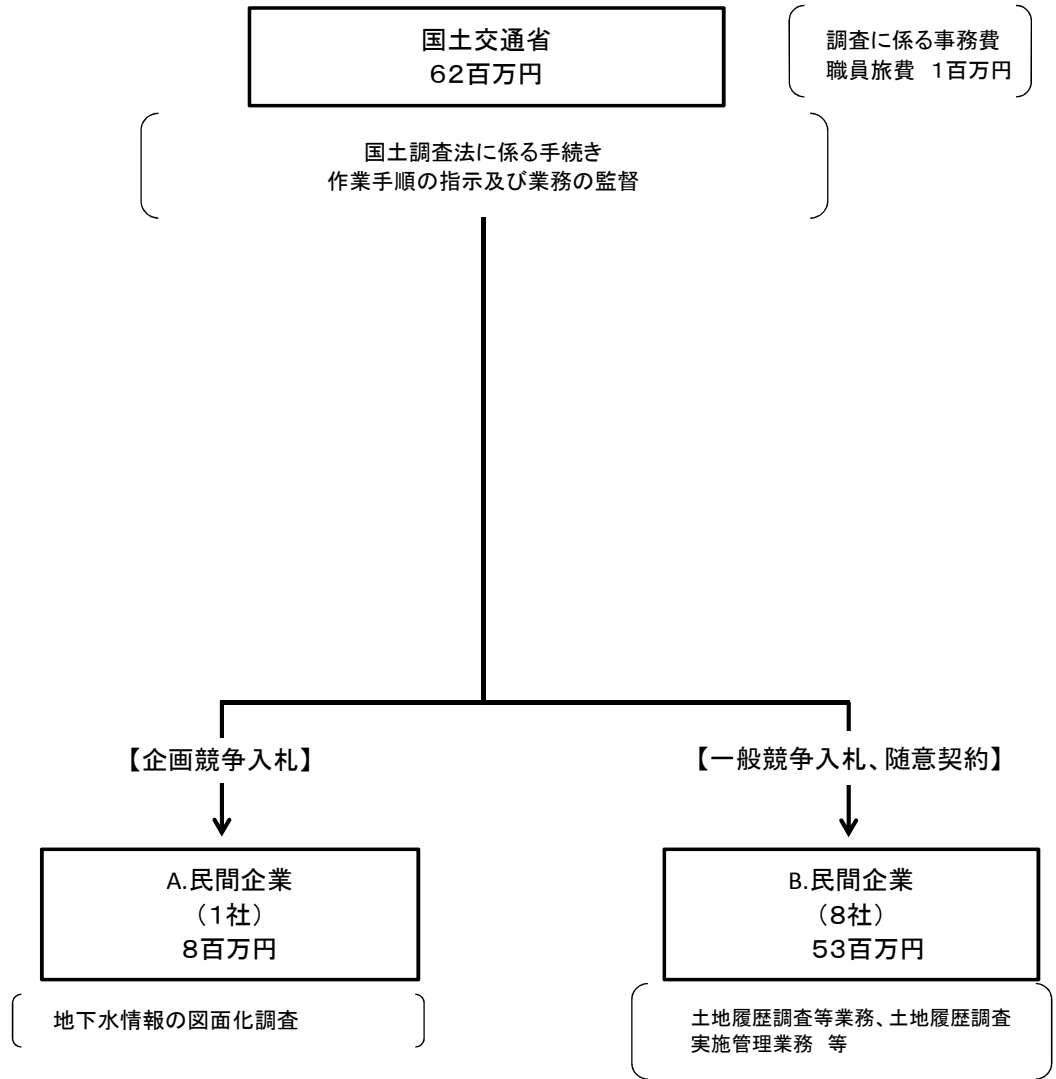 国土交通省
６２百万円
調査に係る事務費
職員旅費　１百万円
国土調査法に係る手続き
作業手順の指示及び業務の監督
【企画競争入札】
【一般競争入札、随意契約】
A.民間企業
（１社）
８百万円
B.民間企業
（８社）
５３百万円
地下水情報の図面化調査
土地履歴調査等業務、土地履歴調査
実施管理業務　等